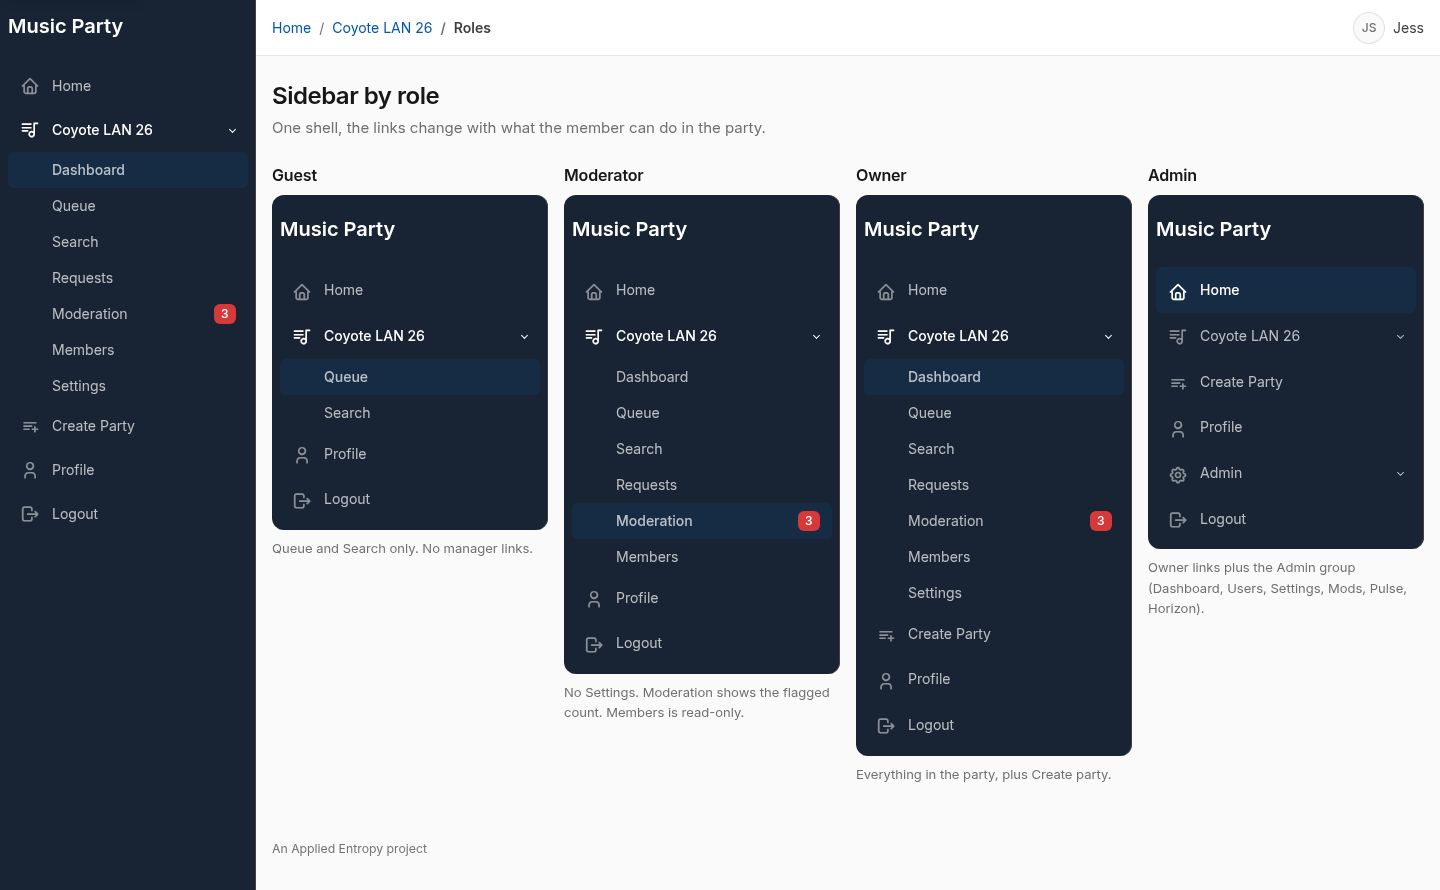 Music Party
Home
Coyote LAN 26
Dashboard
Queue
Search
Requests
Moderation 3
Members
Settings
Create Party
Profile
Logout
Home / Coyote LAN 26 / Roles
JS Jess
Sidebar by role
One shell, the links change with what the member can do in the party.
Guest
Music Party
Home
Coyote LAN 26
Queue
Search
Profile
Logout
Queue and Search only. No manager links.
Moderator
Music Party
Home
Coyote LAN 26
Dashboard
Queue
Search
Requests
Moderation 3
Members
Profile
Logout
No Settings. Moderation shows the flagged
count. Members is read-only.
Owner
Music Party
Home
Coyote LAN 26
Dashboard
Queue
Search
Requests
Moderation 3
Members
Settings
Create Party
Profile
Logout
Everything in the party, plus Create party.
Admin
Music Party
Home
Coyote LAN 26
Create Party
Profile
Admin
Logout
Owner links plus the Admin group
(Dashboard, Users, Settings, Mods, Pulse,
Horizon).
An Applied Entropy project